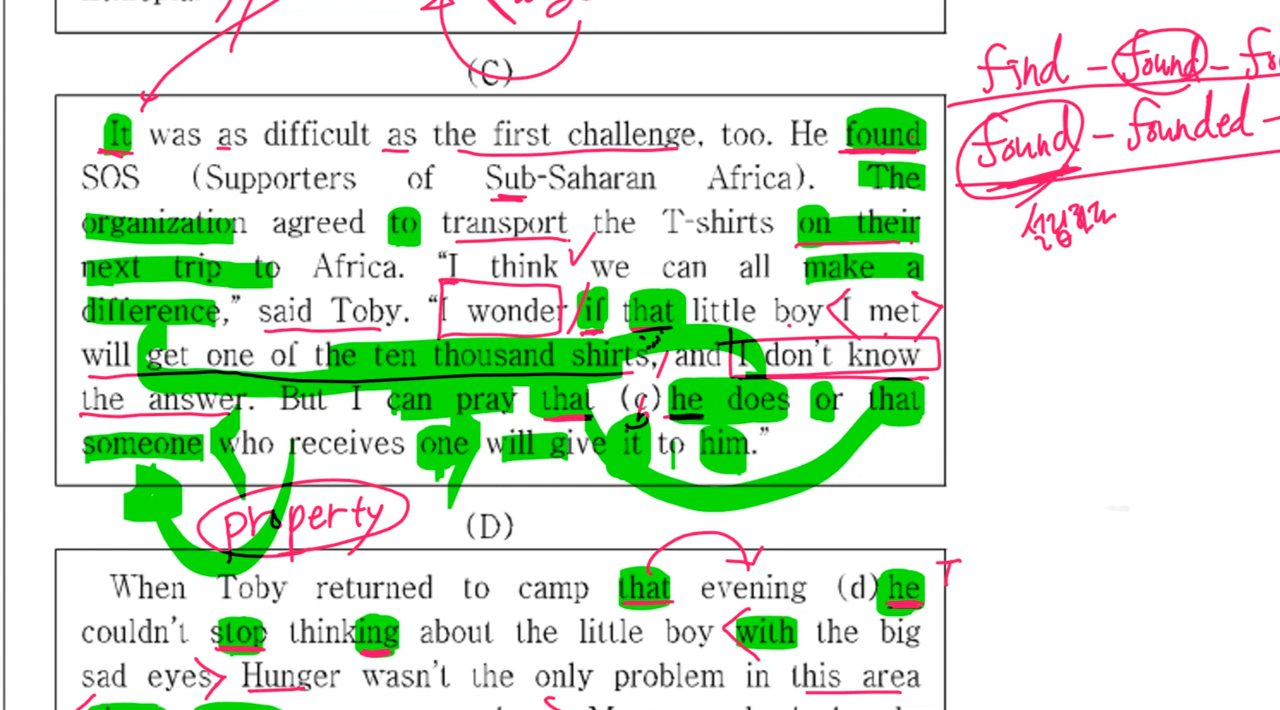 (C)
find - found - fo
found - founded -
It was as difficult as the first challenge, too. He found
SOS (Supporters of Sub-Saharan Africa). The
organization agreed to transport the T-shirts on their
next trip to Africa. “I think we can all make a
difference,” said Toby. “I wonder if that little boy I met
will get one of the ten thousand shirts, and I don't know
the answer. But I can pray that (c) he does or that
someone who receives one will give it to him.”
property
(D)
When Toby returned to camp that evening (d) he
couldn't stop thinking about the little boy with the big
sad eyes. Hunger wasn't the only problem in this area